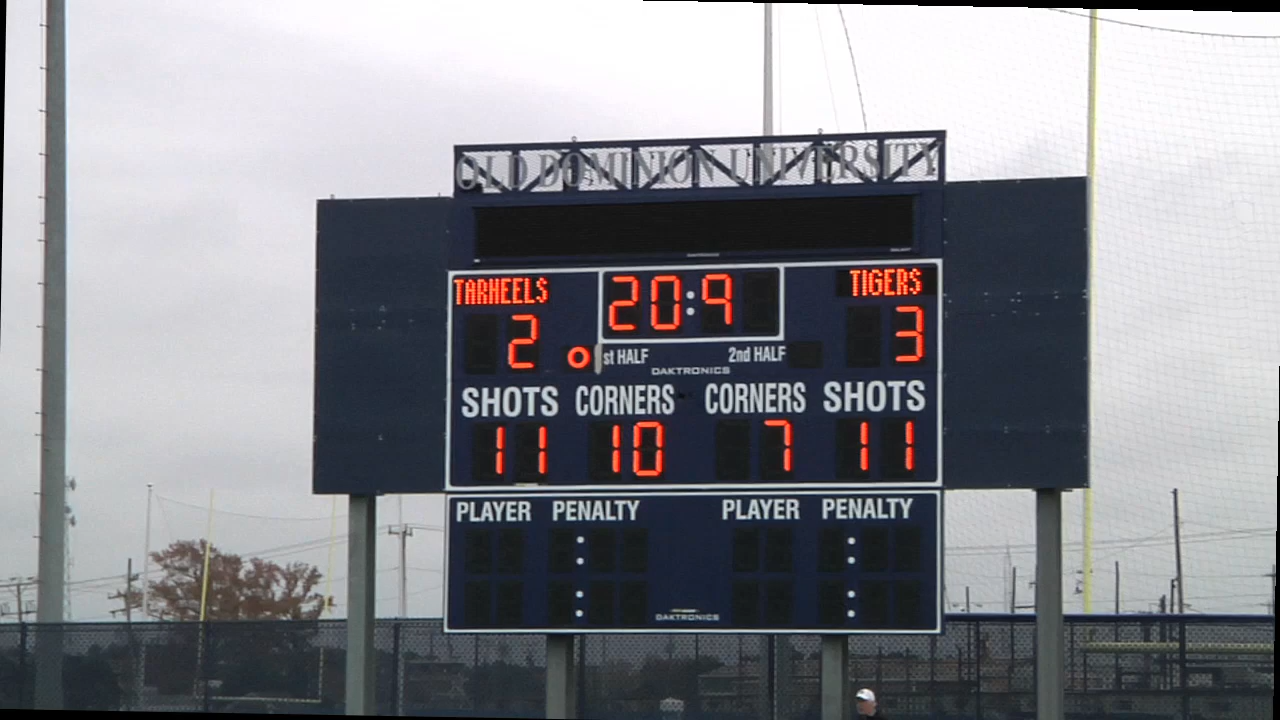 OLD DOMINION UNIVERSITY
TARHEELS 20:9 TIGERS
2 3
st HALF 2nd HALF
DAKTRONICS
SHOTS CORNERS CORNERS SHOTS
11 10 7 11
PLAYER PENALTY PLAYER PENALTY
: :
: :
DAKTRONICS